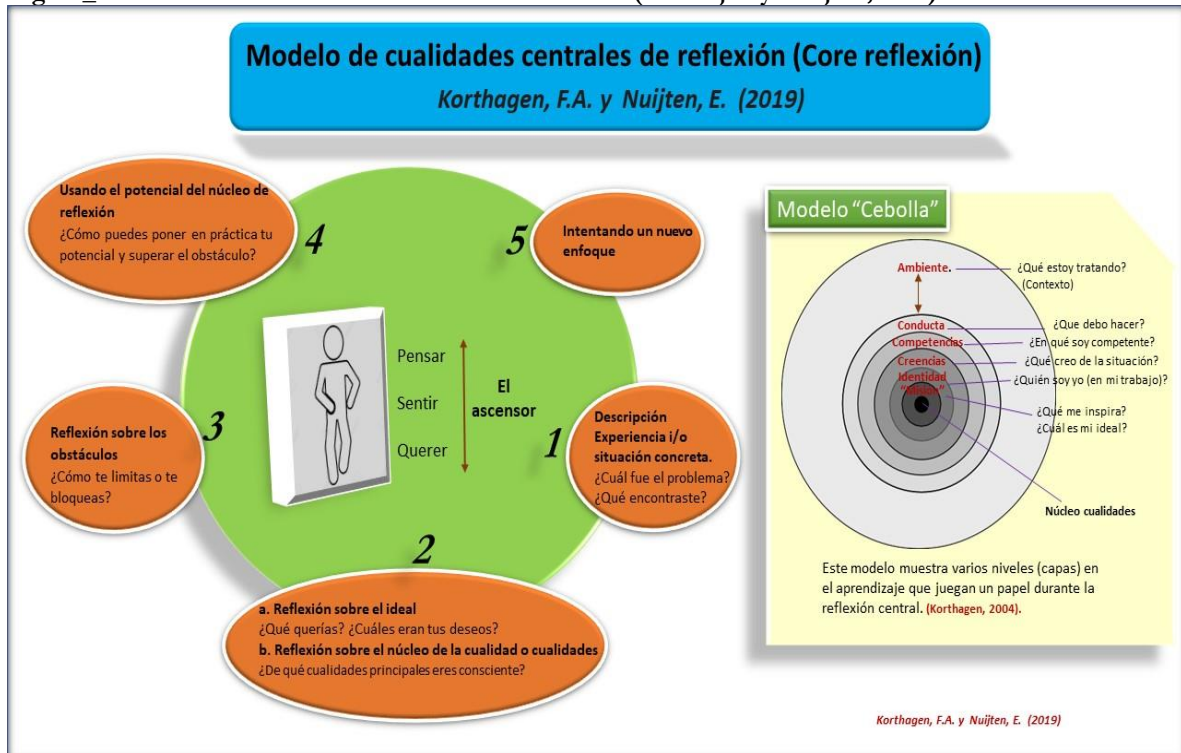 Modelo de cualidades centrales de reflexión (Core reflexión)
Korthagen, F.A. y Nuijten, E. (2019)
Usando el potencial del núcleo de
reflexión
¿Cómo puedes poner en práctica tu
potencial y superar el obstáculo?
4
5
Intentando un nuevo
enfoque
Pensar
Sentir
Querer
El
ascensor
3
Reflexión sobre los
obstáculos
¿Cómo te limitas o te
bloqueas?
1
Descripción
Experiencia i/o
situación concreta.
¿Cuál fue el problema?
¿Qué encontraste?
2
a. Reflexión sobre el ideal
¿Qué querías? ¿Cuáles eran tus deseos?
b. Reflexión sobre el núcleo de la cualidad o cualidades
¿De qué cualidades principales eres consciente?
Modelo “Cebolla”
Ambiente.
¿Qué estoy tratando?
(Contexto)
Conducta
¿Que debo hacer?
Competencias
¿En qué soy competente?
Creencias
¿Qué creo de la situación?
Identidad
¿Quién soy yo (en mi trabajo)?
“Misión”
¿Qué me inspira?
¿Cuál es mi ideal?
Núcleo cualidades
Este modelo muestra varios niveles (capas) en
el aprendizaje que juegan un papel durante la
reflexión central. (Korthagen, 2004).
Korthagen, F.A. y Nuijten, E. (2019)